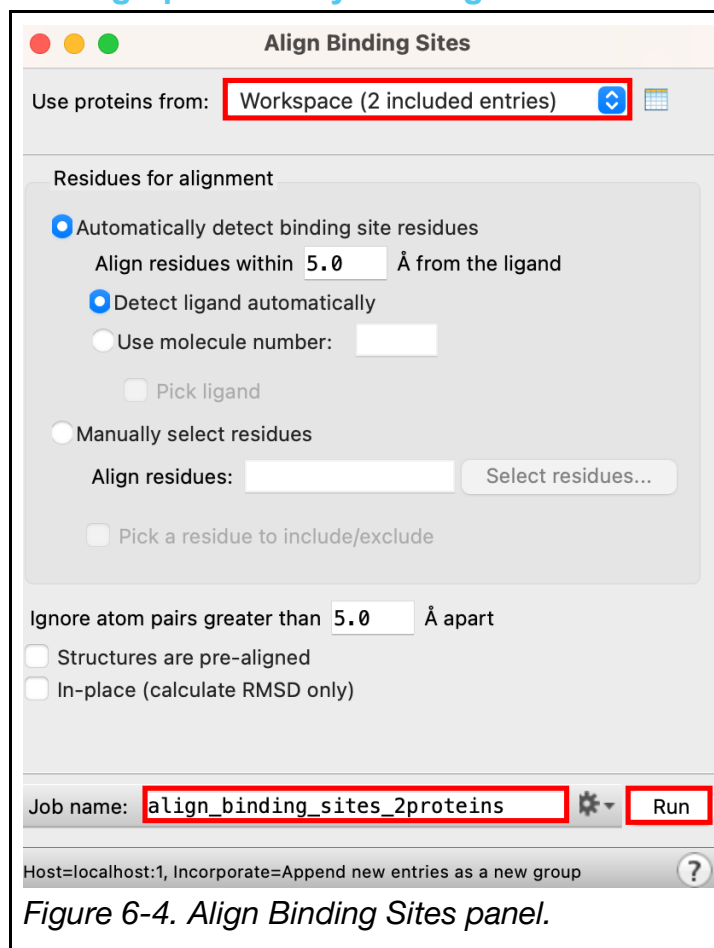 Align Binding Sites
Use proteins from: Workspace (2 included entries)
Residues for alignment
Automatically detect binding site residues
Align residues within 5.0 Å from the ligand
Detect ligand automatically
Use molecule number:
Pick ligand
Manually select residues
Align residues: Select residues...
Pick a residue to include/exclude
Ignore atom pairs greater than 5.0 Å apart
Structures are pre-aligned
In-place (calculate RMSD only)
Job name: align_binding_sites_2proteins Run
Host=localhost:1, Incorporate=Append new entries as a new group ?
Figure 6-4. Align Binding Sites panel.